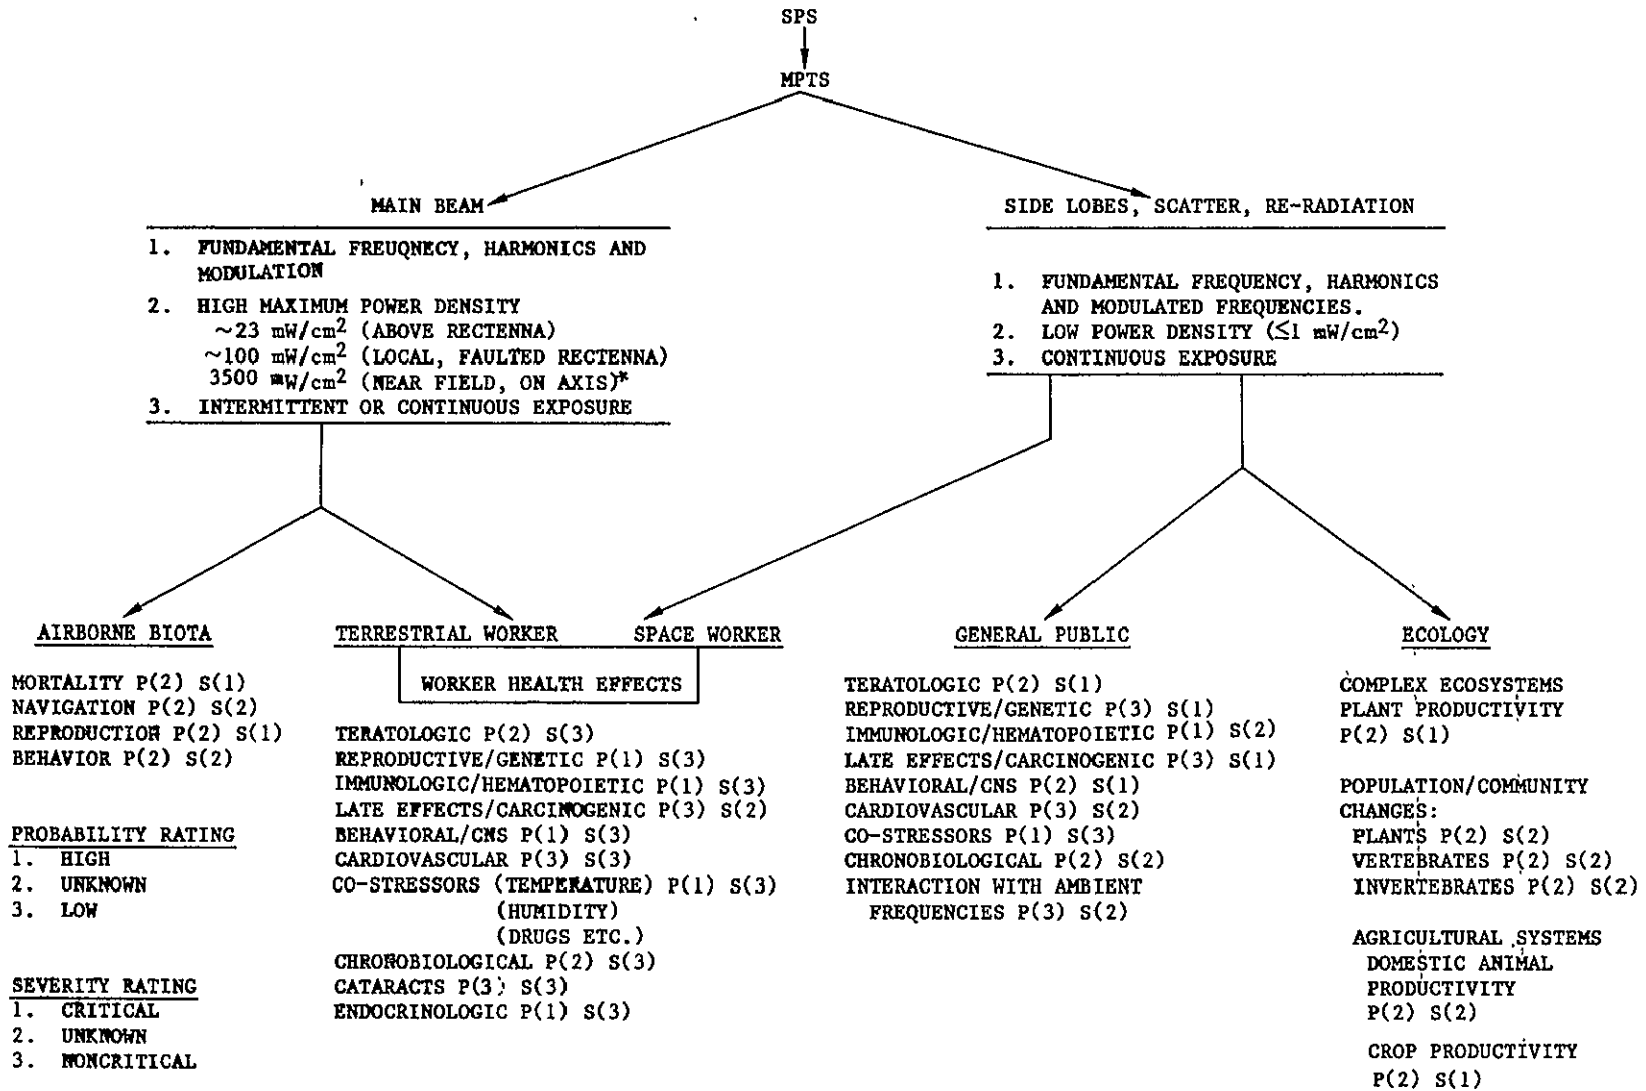 SPS
MPTS
MAIN BEAM
1. FUNDAMENTAL FREUQNECY, HARMONICS AND
MODULATION
2. HIGH MAXIMUM POWER DENSITY
~23 mW/cm² (ABOVE RECTENNA)
~100 mW/cm² (LOCAL, FAULTED RECTENNA)
3500 mW/cm² (NEAR FIELD, ON AXIS)*
3. INTERMITTENT OR CONTINUOUS EXPOSURE
SIDE LOBES, SCATTER, RE-RADIATION
1. FUNDAMENTAL FREQUENCY, HARMONICS
AND MODULATED FREQUENCIES.
2. LOW POWER DENSITY (≤1 mW/cm²)
3. CONTINUOUS EXPOSURE
AIRBORNE BIOTA
MORTALITY P(2) S(1)
NAVIGATION P(2) S(2)
REPRODUCTION P(2) S(1)
BEHAVIOR P(2) S(2)
PROBABILITY RATING
1. HIGH
2. UNKNOWN
3. LOW
SEVERITY RATING
1. CRITICAL
2. UNKNOWN
3. NONCRITICAL
TERRESTRIAL WORKER SPACE WORKER
WORKER HEALTH EFFECTS
TERATOLOGIC P(2) S(3)
REPRODUCTIVE/GENETIC P(1) S(3)
IMMUNOLOGIC/HEMATOPOIETIC P(1) S(3)
LATE EFFECTS/CARCINOGENIC P(3) S(2)
BEHAVIORAL/CNS P(1) S(3)
CARDIOVASCULAR P(3) S(3)
CO-STRESSORS (TEMPERATURE) P(1) S(3)
(HUMIDITY)
(DRUGS ETC.)
CHRONOBIOLOGICAL P(2) S(3)
CATARACTS P(3) S(3)
ENDOCRINOLOGIC P(1) S(3)
GENERAL PUBLIC
TERATOLOGIC P(2) S(1)
REPRODUCTIVE/GENETIC P(3) S(1)
IMMUNOLOGIC/HEMATOPOIETIC P(1) S(2)
LATE EFFECTS/CARCINOGENIC P(3) S(1)
BEHAVIORAL/CNS P(2) S(1)
CARDIOVASCULAR P(3) S(2)
CO-STRESSORS P(1) S(3)
CHRONOBIOLOGICAL P(2) S(2)
INTERACTION WITH AMBIENT
FREQUENCIES P(3) S(2)
ECOLOGY
COMPLEX ECOSYSTEMS
PLANT PRODUCTIVITY
P(2) S(1)
POPULATION/COMMUNITY
CHANGES:
PLANTS P(2) S(2)
VERTEBRATES P(2) S(2)
INVERTEBRATES P(2) S(2)
AGRICULTURAL SYSTEMS
DOMESTIC ANIMAL
PRODUCTIVITY
P(2) S(2)
CROP PRODUCTIVITY
P(2) S(1)